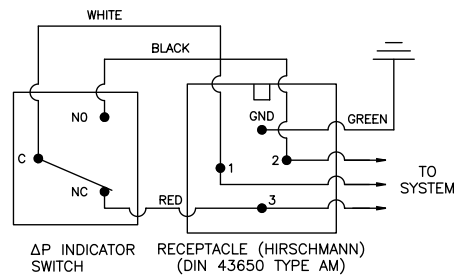 WHITE
BLACK
NO
GND
GREEN
C
1
2
TO
SYSTEM
NC
RED
3
ΔP INDICATOR
SWITCH
RECEPTACLE (HIRSCHMANN)
(DIN 43650 TYPE AM)